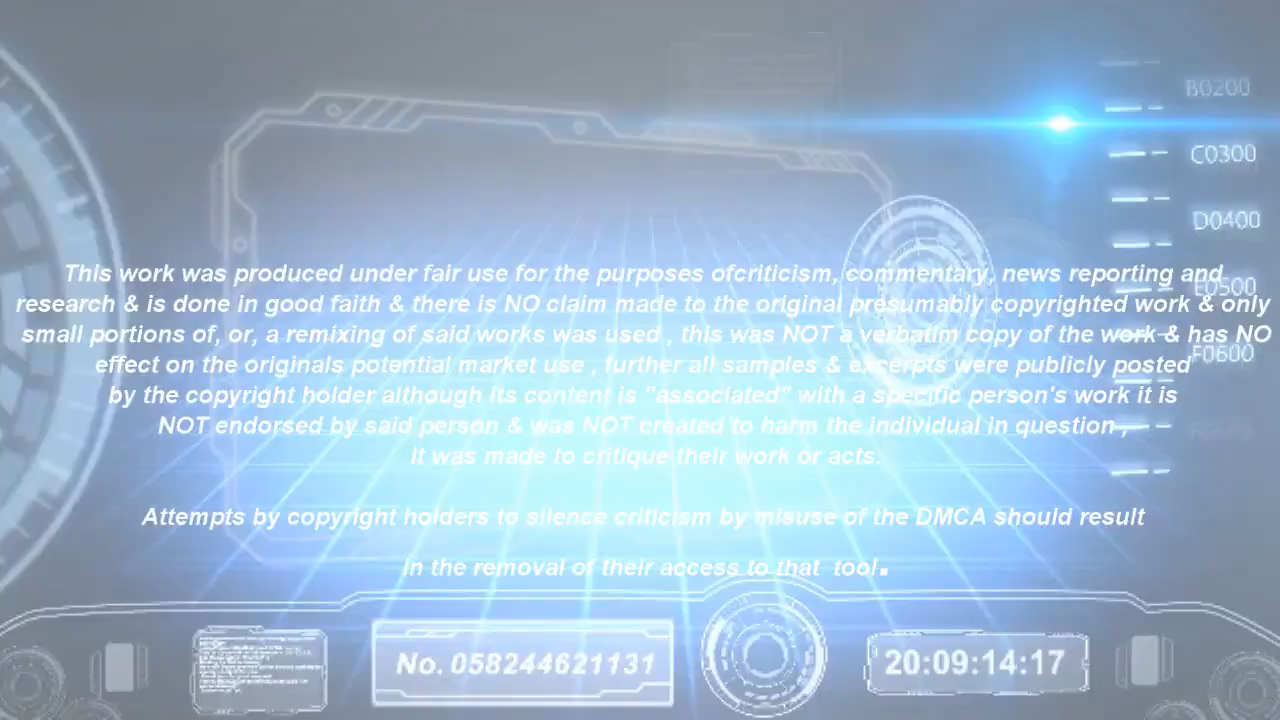 B0200
C0300
D0400
This work was produced under fair use for the purposes ofcriticism, commentary, news reporting and
E0500
research & is done in good faith & there is NO claim made to the original presumably copyrighted work & only
small portions of, or, a remixing of said works was used , this was NOT a verbatim copy of the work & has NO
F0600
effect on the originals potential market use , further all samples & excerpts were publicly posted
by the copyright holder although its content is "associated" with a specific person's work it is
NOT endorsed by said person & was NOT created to harm the individual in question ,
it was made to critique their work or acts.
Attempts by copyright holders to silence criticism by misuse of the DMCA should result
in the removal of their access to that tool.
No. 05824462113
20:09:14:17